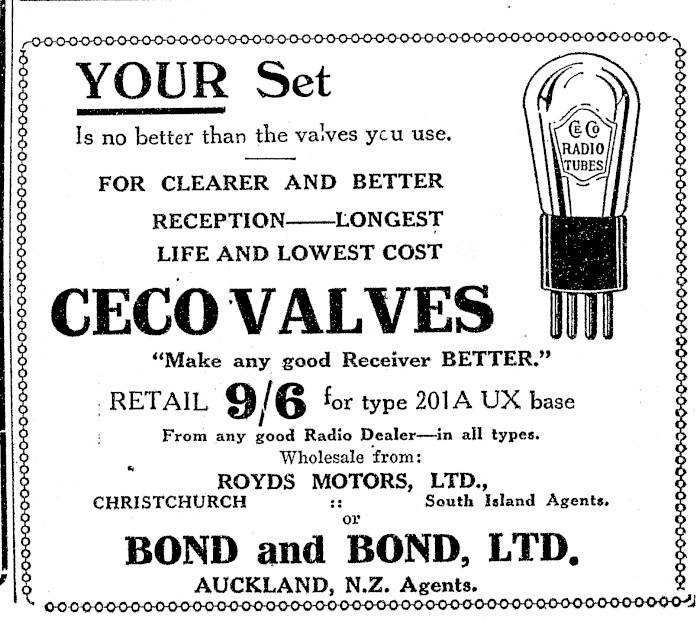 YOUR Set
Is no better than the valves you use.
FOR CLEARER AND BETTER
RECEPTION——LONGEST
LIFE AND LOWEST COST
CECO VALVES
"Make any good Receiver BETTER."
RETAIL 9/6 for type 201A UX base
From any good Radio Dealer—in all types.
Wholesale from:
ROYDS MOTORS, LTD.,
CHRISTCHURCH :: South Island Agents.
or
BOND and BOND, LTD.
AUCKLAND, N.Z. Agents.
CECO
RADIO
TUBES